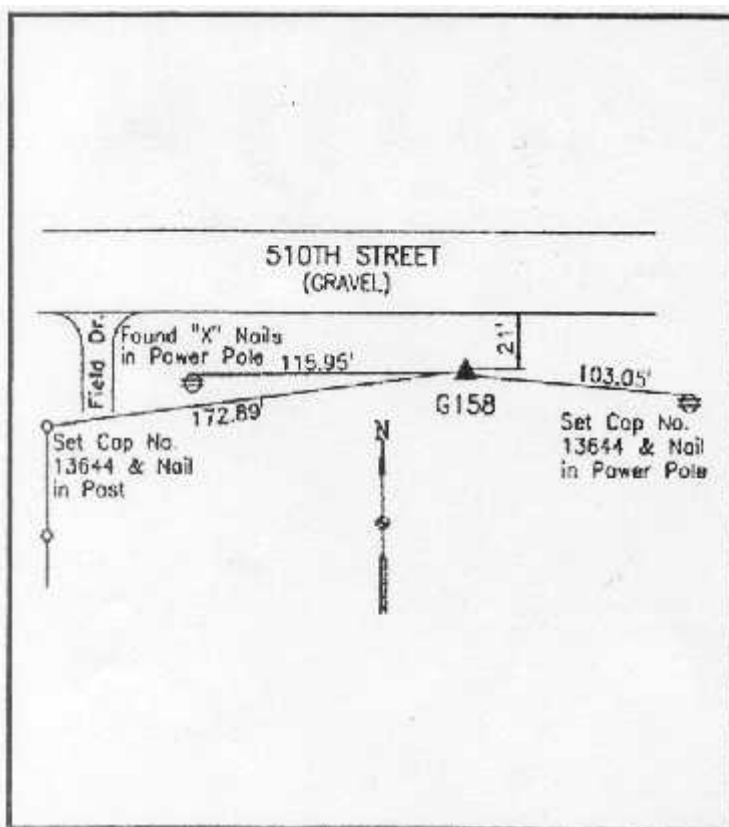 510TH STREET
(GRAVEL)
Field Dr.
Found "X" Nails
in Power Pole
115.95'
21'
103.05'
172.89'
G158
N
Set Cap No.
13644 & Nail
in Post
Set Cap No.
13644 & Nail
in Power Pole